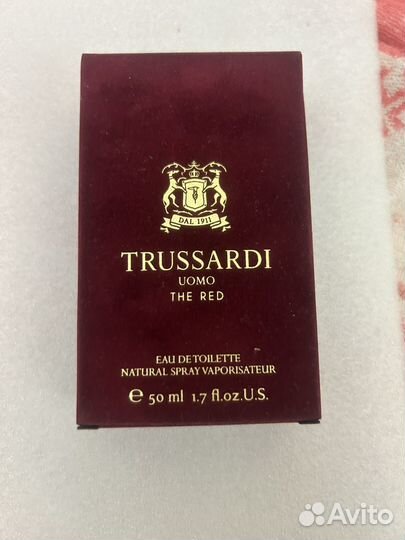 DAL 1911
TRUSSARDI
UOMO
THE RED
EAU DE TOILETTE
NATURAL SPRAY VAPORISATEUR
℮ 50 ml 1.7 fl.oz.U.S.
Avito